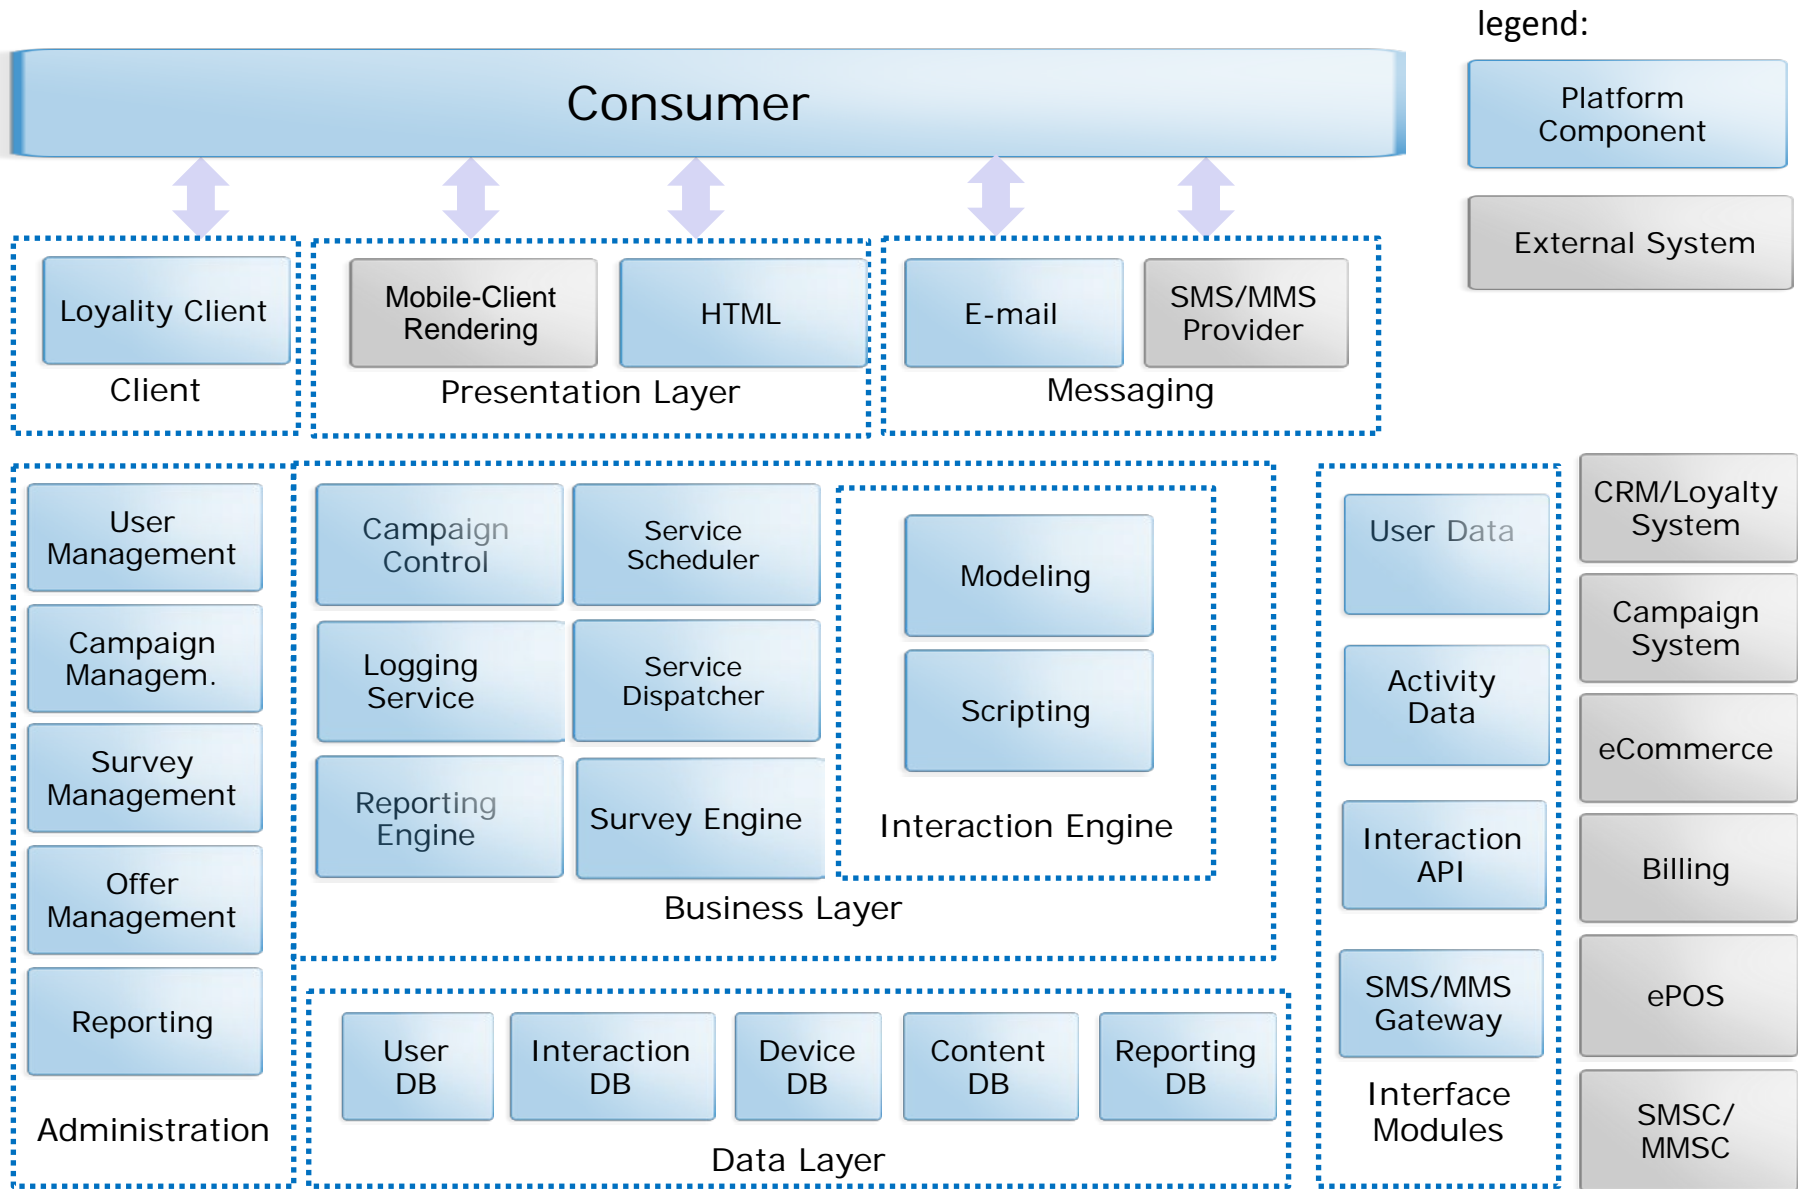 legend:
Consumer
Platform
Component
External System
Loyality Client
Client
Mobile-Client
Rendering
HTML
Presentation Layer
E-mail
SMS/MMS
Provider
Messaging
User
Management
Campaign
Managem.
Survey
Management
Offer
Management
Reporting
Administration
Campaign
Control
Service
Scheduler
Logging
Service
Service
Dispatcher
Reporting
Engine
Survey Engine
Modeling
Scripting
Interaction Engine
Business Layer
User
DB
Interaction
DB
Device
DB
Content
DB
Reporting
DB
Data Layer
User Data
Activity
Data
Interaction
API
SMS/MMS
Gateway
Interface
Modules
CRM/Loyalty
System
Campaign
System
eCommerce
Billing
ePOS
SMSC/
MMSC